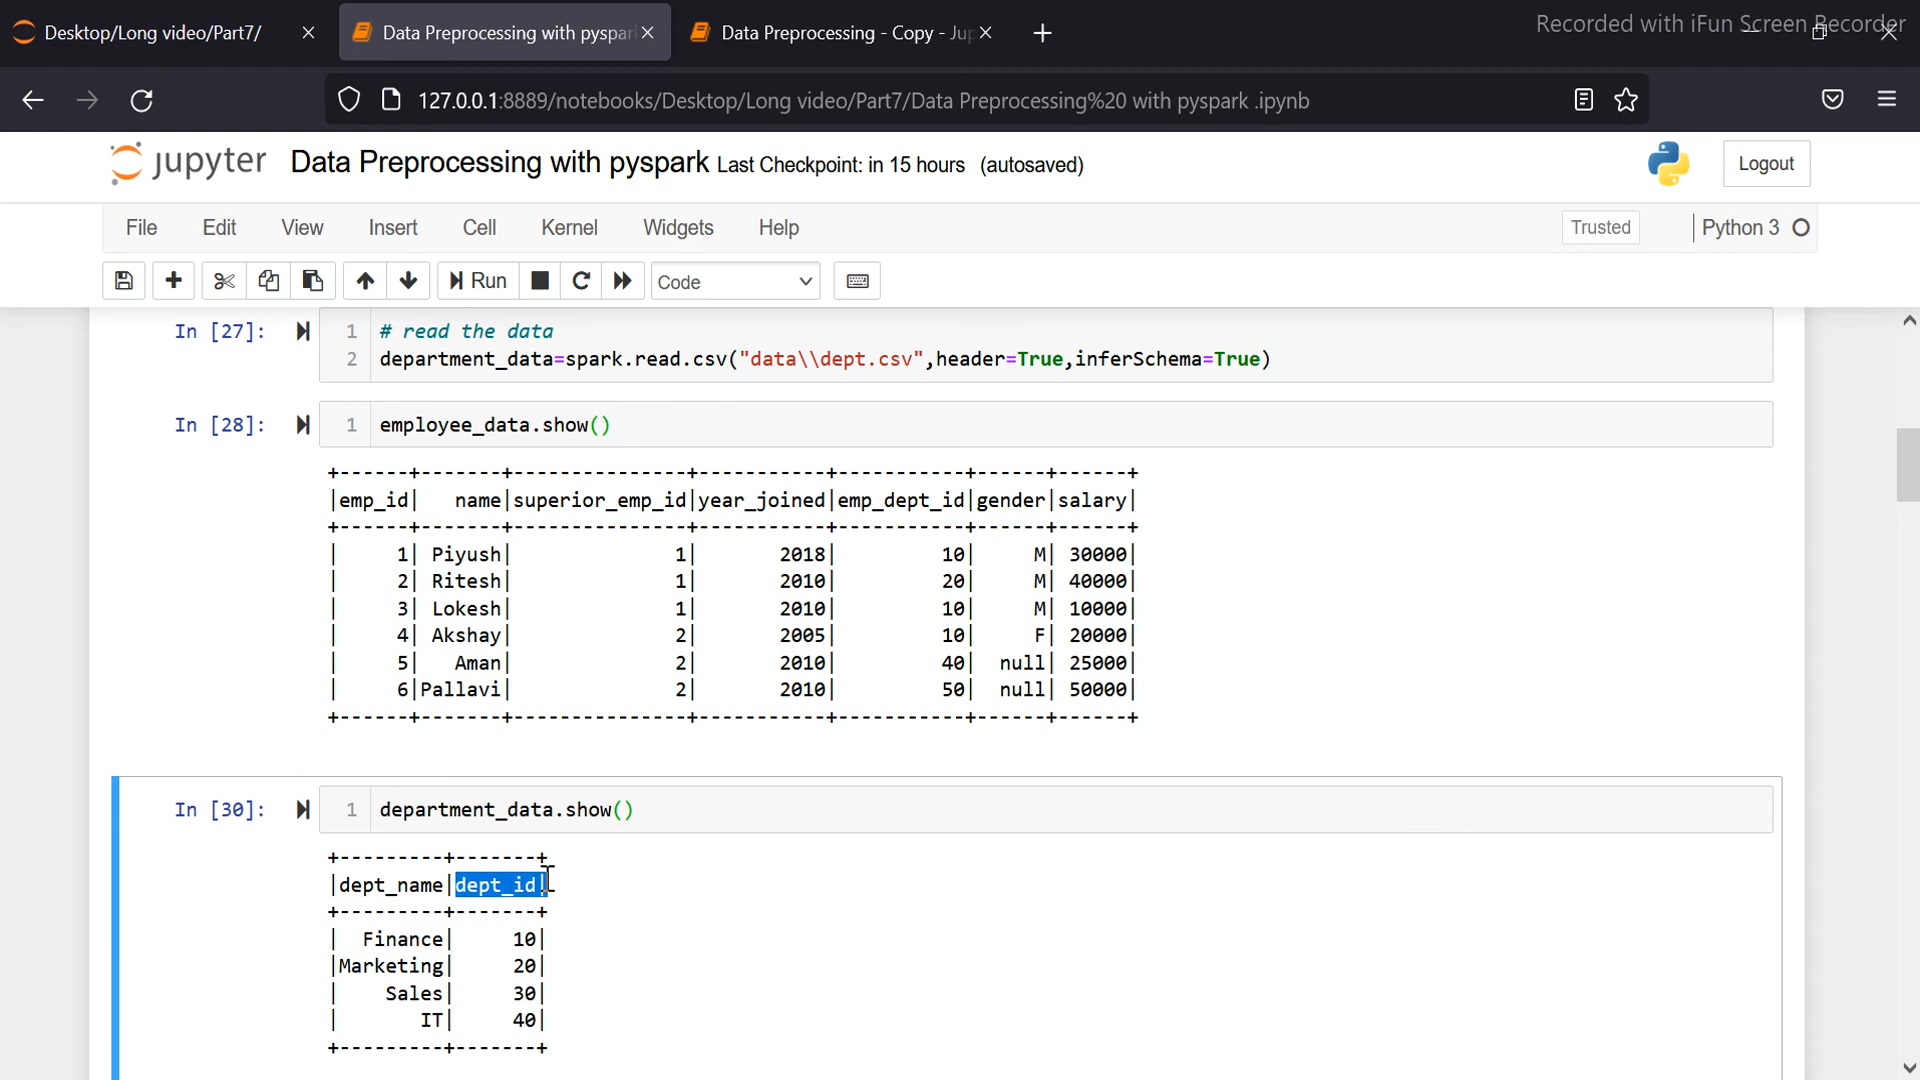 Recorded with iFun Screen Recorder
Desktop/Long video/Part7/
Data Preprocessing with pyspar
Data Preprocessing - Copy - Jup
127.0.0.1:8889/notebooks/Desktop/Long video/Part7/Data Preprocessing%20 with pyspark .ipynb
jupyter Data Preprocessing with pyspark Last Checkpoint: in 15 hours (autosaved)
Logout
File Edit View Insert Cell Kernel Widgets Help Trusted Python 3
Run Code
In [27]: 1 # read the data
2 department_data=spark.read.csv("data\\dept.csv",header=True,inferSchema=True)
In [28]: 1 employee_data.show()
+------+-------+---------------+-----------+-----------+------+------+
|emp_id|   name|superior_emp_id|year_joined|emp_dept_id|gender|salary|
+------+-------+---------------+-----------+-----------+------+------+
|     1| Piyush|              1|       2018|         10|     M| 30000|
|     2| Ritesh|              1|       2010|         20|     M| 40000|
|     3| Lokesh|              1|       2010|         10|     M| 10000|
|     4| Akshay|              2|       2005|         10|     F| 20000|
|     5|   Aman|              2|       2010|         40|  null| 25000|
|     6|Pallavi|              2|       2010|         50|  null| 50000|
+------+-------+---------------+-----------+-----------+------+------+
In [30]: 1 department_data.show()
+---------+-------+
|dept_name|dept_id|
+---------+-------+
|  Finance|     10|
|Marketing|     20|
|    Sales|     30|
|       IT|     40|
+---------+-------+